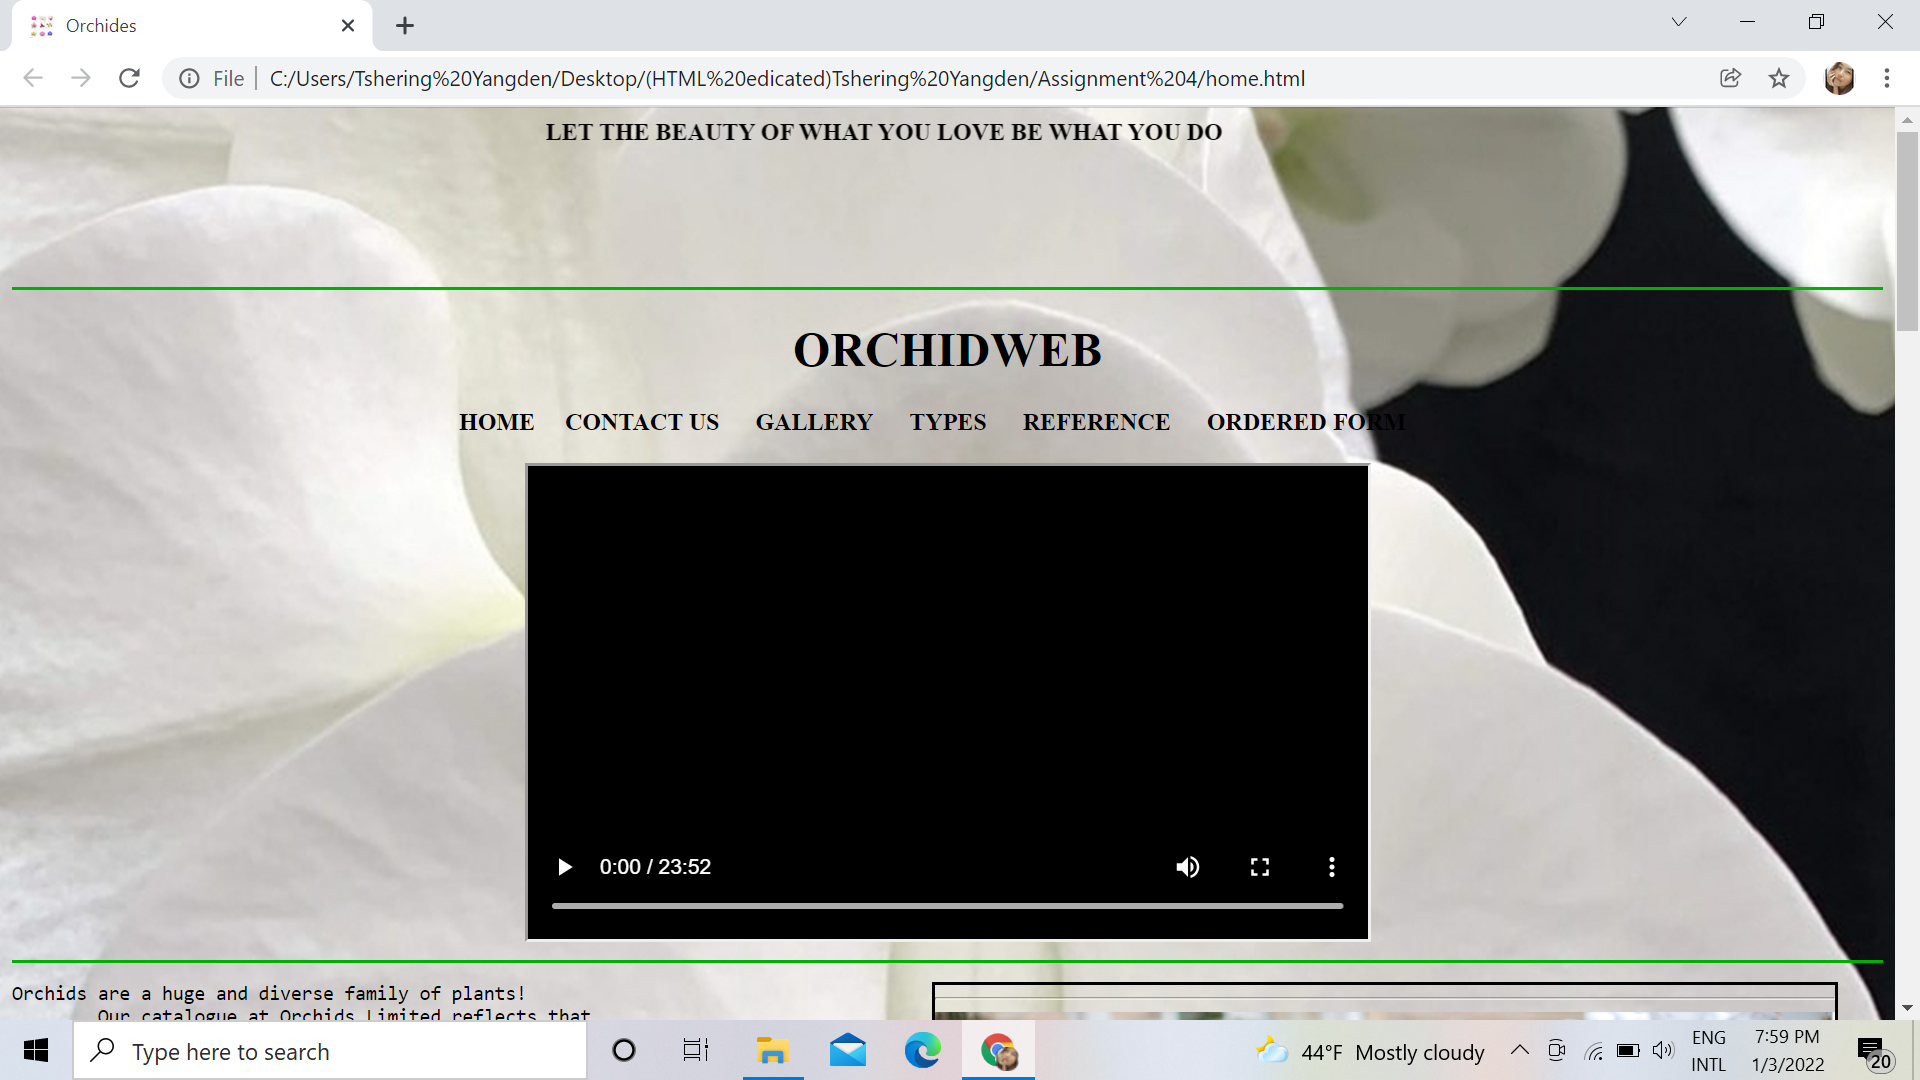 Orchides
File
C:/Users/Tshering%20Yangden/Desktop/(HTML%20edicated)Tshering%20Yangden/Assignment%204/home.html
LET THE BEAUTY OF WHAT YOU LOVE BE WHAT YOU DO
ORCHIDWEB
HOME CONTACT US GALLERY TYPES REFERENCE ORDERED FORM
0:00 / 23:52
Orchids are a huge and diverse family of plants!
Our catalogue at Orchids Limited reflects that
Type here to search
44°F Mostly cloudy
ENG
INTL
7:59 PM
1/3/2022
20